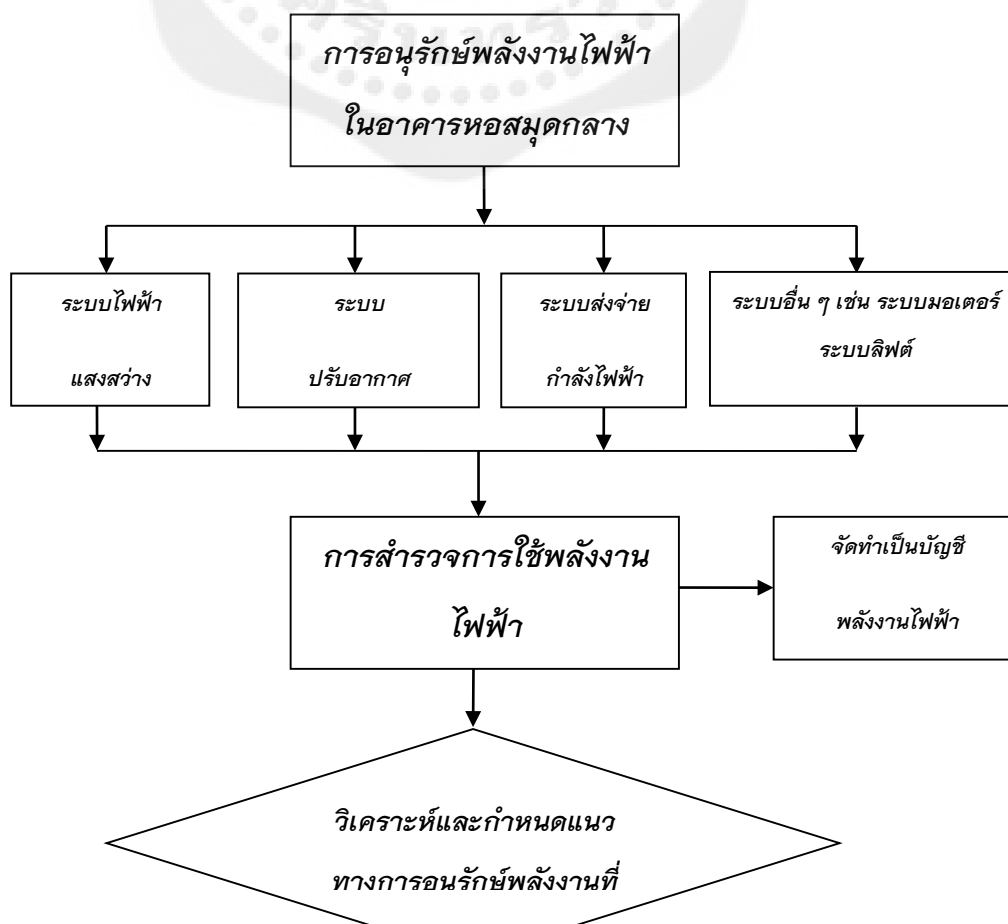 การอนุรักษ์พลังงานไฟฟ้า
ในอาคารหอสมุดกลาง
ระบบไฟฟ้า
แสงสว่าง
ระบบ
ปรับอากาศ
ระบบส่งจ่าย
กำลังไฟฟ้า
ระบบอื่น ๆ เช่น ระบบมอเตอร์
ระบบลิฟต์
การสำรวจการใช้พลังงาน
ไฟฟ้า
จัดทำเป็นบัญชี
พลังงานไฟฟ้า
วิเคราะห์และกำหนดแนว
ทางการอนรักษ์พลังงานที่